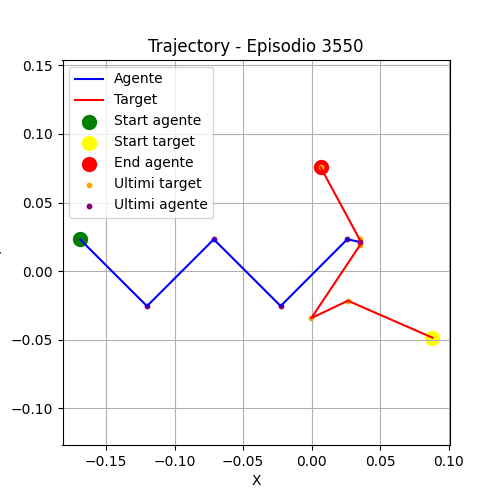 Trajectory - Episodio 3550
Agente
Target
Start agente
Start target
End agente
Ultimi target
Ultimi agente
0.15
0.10
0.05
0.00
−0.05
−0.10
−0.15
−0.10
−0.05
0.00
0.05
0.10
X